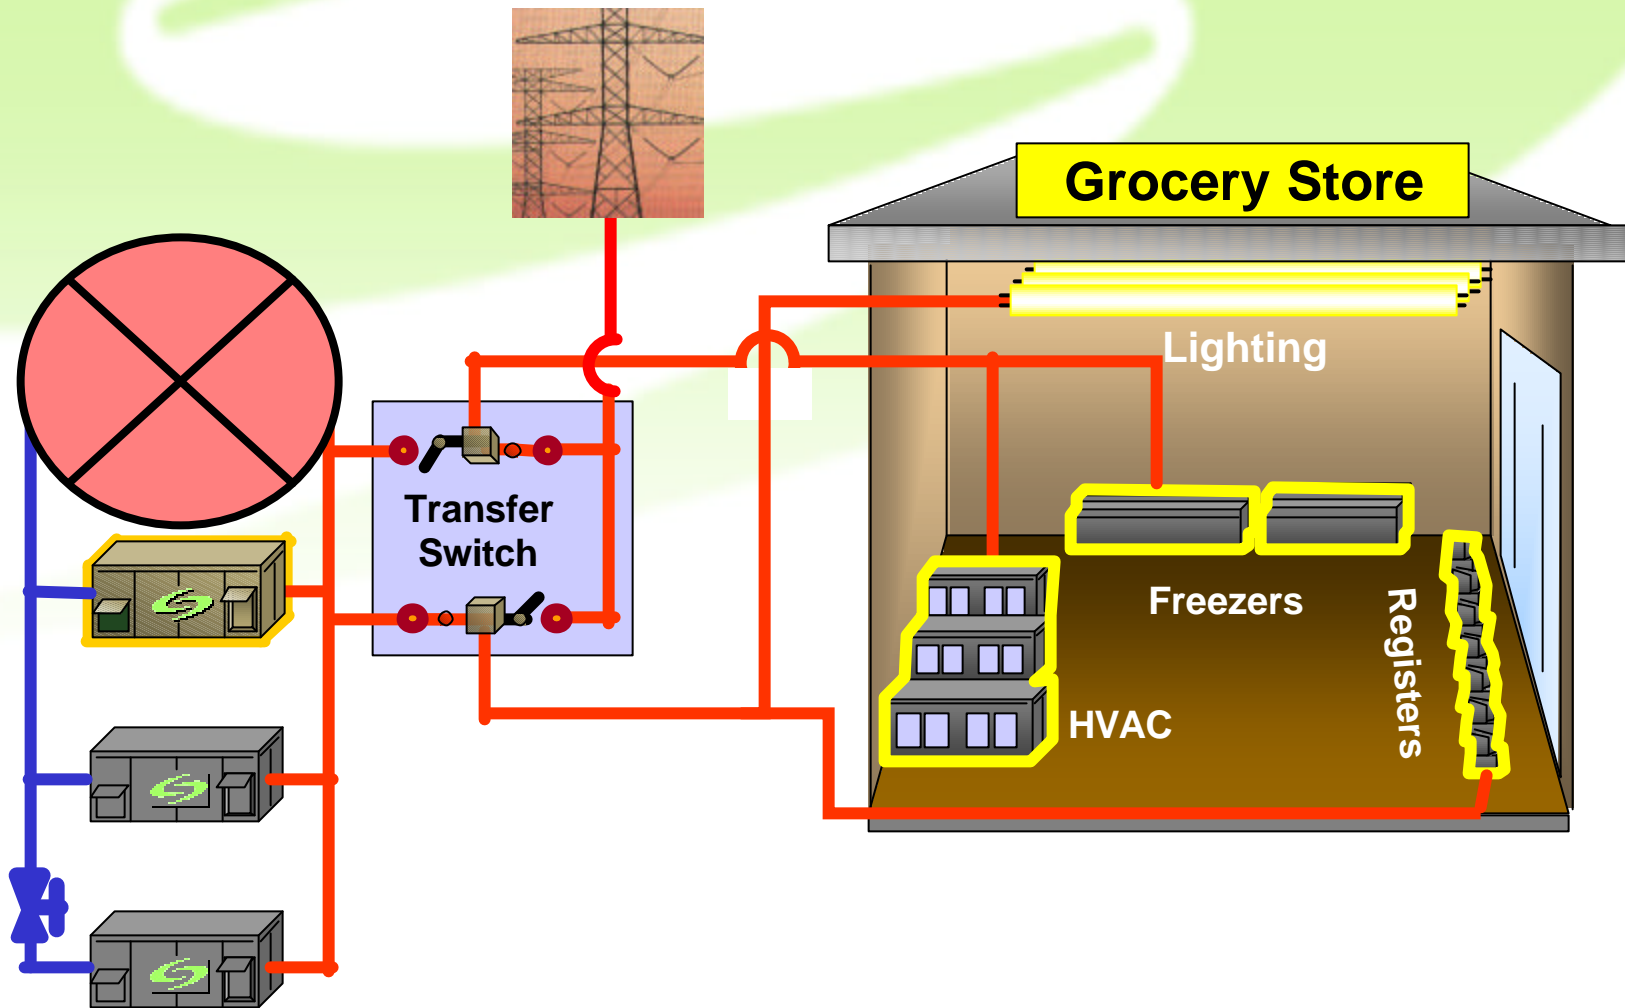 Grocery Store
Lighting
Transfer
Switch
Freezers
Registers
HVAC